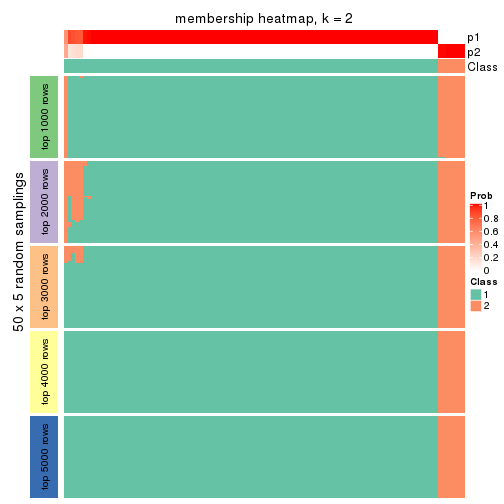 membership heatmap, k = 2
p1
p2
Class
50 x 5 random samplings
top 1000 rows
top 2000 rows
top 3000 rows
top 4000 rows
top 5000 rows
Prob
1
0.8
0.6
0.4
0.2
0
Class
1
2